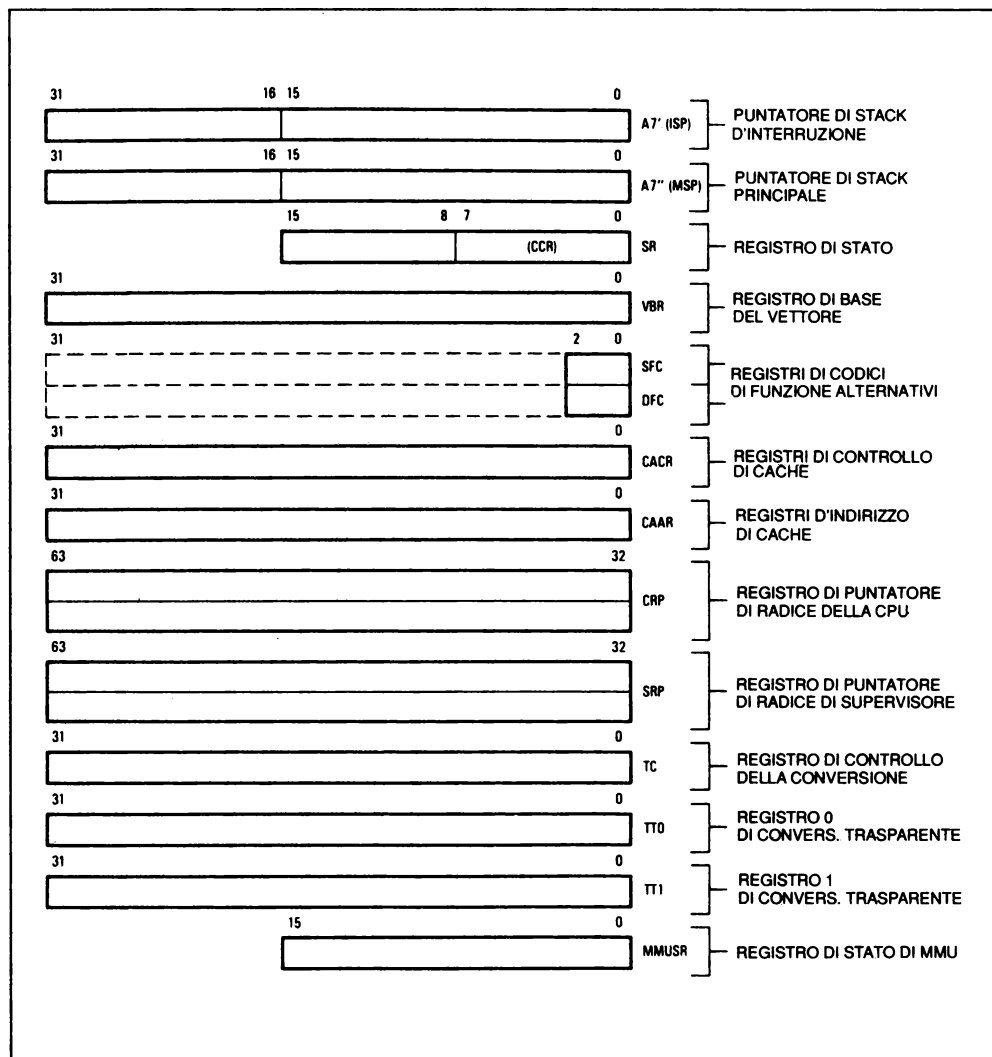 31 16 15 0
A7' (ISP)
PUNTATORE DI STACK
D'INTERRUZIONE
31 16 15 0
A7'' (MSP)
PUNTATORE DI STACK
PRINCIPALE
15 8 7 0
(CCR)
SR
REGISTRO DI STATO
31 0
VBR
REGISTRO DI BASE
DEL VETTORE
31 2 0
SFC
DFC
REGISTRI DI CODICI
DI FUNZIONE ALTERNATIVI
31 0
CACR
REGISTRI DI CONTROLLO
DI CACHE
31 0
CAAR
REGISTRI D'INDIRIZZO
DI CACHE
63 32
CRP
REGISTRO DI PUNTATORE
DI RADICE DELLA CPU
63 32
SRP
REGISTRO DI PUNTATORE
DI RADICE DI SUPERVISORE
31 0
TC
REGISTRO DI CONTROLLO
DELLA CONVERSIONE
31 0
TT0
REGISTRO 0
DI CONVERS. TRASPARENTE
31 0
TT1
REGISTRO 1
DI CONVERS. TRASPARENTE
15 0
MMUSR
REGISTRO DI STATO DI MMU